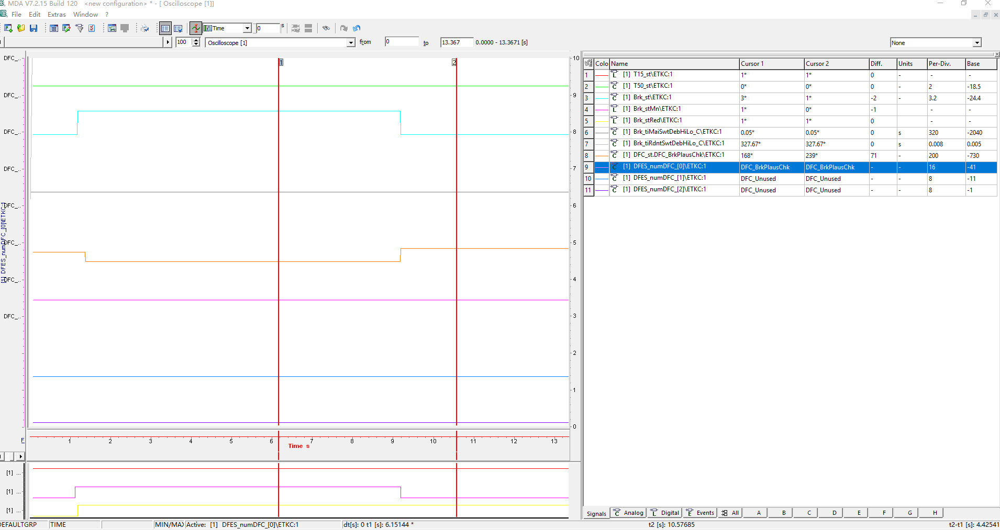 MDA V7.2.15 Build 120   <new configuration> * - [ Oscilloscope [1]]
File Edit Extras Window ?
Time 0 s
100 Oscilloscope [1] from 0 to 13.367 0.0000 - 13.3671 [s] None
DFC_..
DFC_..
DFC_..
DFC_..
DFC_..
DFC_..
DFC_..
DFC_..
[1] DFES_numDFC_[0]\ETKC:1
1 2
10
9
8
7
6
5
4
3
2
1
0
E
1 2 3 4 5 6 7 8 9 10 11 12 13
Time s
[1] ...
[1] ...
[1] ...
Colo Name Cursor 1 Cursor 2 Diff. Units Per-Div. Base
1 L [1] T15_st\ETKC:1 1* 1* 0 - - -
2 C [1] T50_st\ETKC:1 0* 0* 0 - 2 -18.5
3 C [1] Brk_st\ETKC:1 3* 1* -2 - 3.2 -24.4
4 L [1] Brk_stMn\ETKC:1 1* 0* -1 - -
5 L [1] Brk_stRed\ETKC:1 1* 1* 0 - -
6 C [1] Brk_tiMaiSwtDebHiLo_C\ETKC:1 0.05* 0.05* 0 s 320 -2040
7 C [1] Brk_tiRdntSwtDebHiLo_C\ETKC:1 327.67* 327.67* 0 s 0.008 0.005
8 C [1] DFC_st.DFC_BrkPlausChk\ETKC:1 168* 239* 71 - 200 -730
9 C [1] DFES_numDFC_[0]\ETKC:1 DFC_BrkPlausChk DFC_BrkPlausChk - - 16 -41
10 C [1] DFES_numDFC_[1]\ETKC:1 DFC_Unused DFC_Unused - - 8 -11
11 C [1] DFES_numDFC_[2]\ETKC:1 DFC_Unused DFC_Unused - - 8 -1
Signals C Analog L Digital E Events All A B C D E F G H
DEFAULTGRP TIME MIN/MAX Active: [1] DFES_numDFC_[0]\ETKC:1 dt[s]: 0 t1 [s]: 6.15144 * t2 [s]: 10.57685 t2-t1 [s]: 4.42541